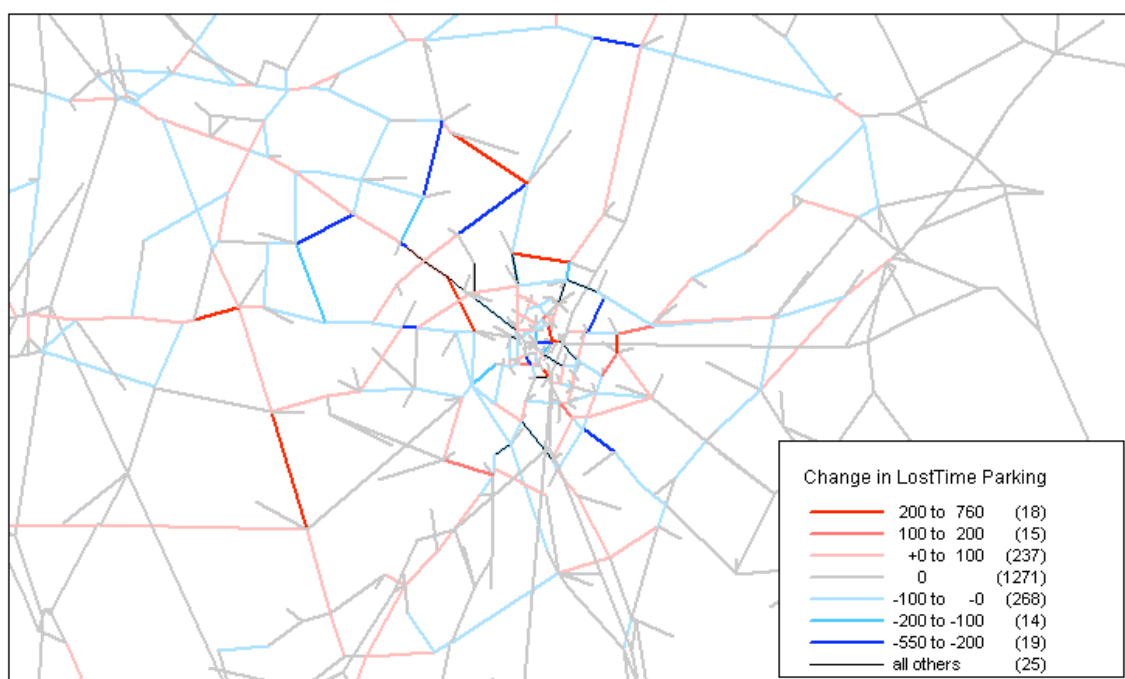 Change in LostTime Parking
200 to 760 (18)
100 to 200 (15)
+0 to 100 (237)
0 (1271)
-100 to -0 (268)
-200 to -100 (14)
-550 to -200 (19)
all others (25)